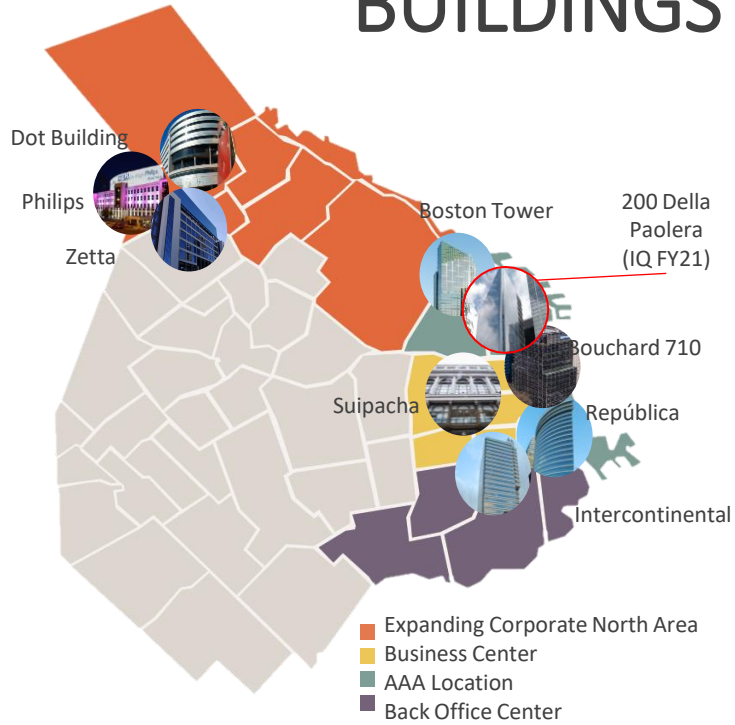 BUILDINGS
Dot Building
Philips
Zetta
Boston Tower
200 Della
Paolera
(IQ FY21)
Bouchard 710
Suipacha
República
Intercontinental
Expanding Corporate North Area
Business Center
AAA Location
Back Office Center